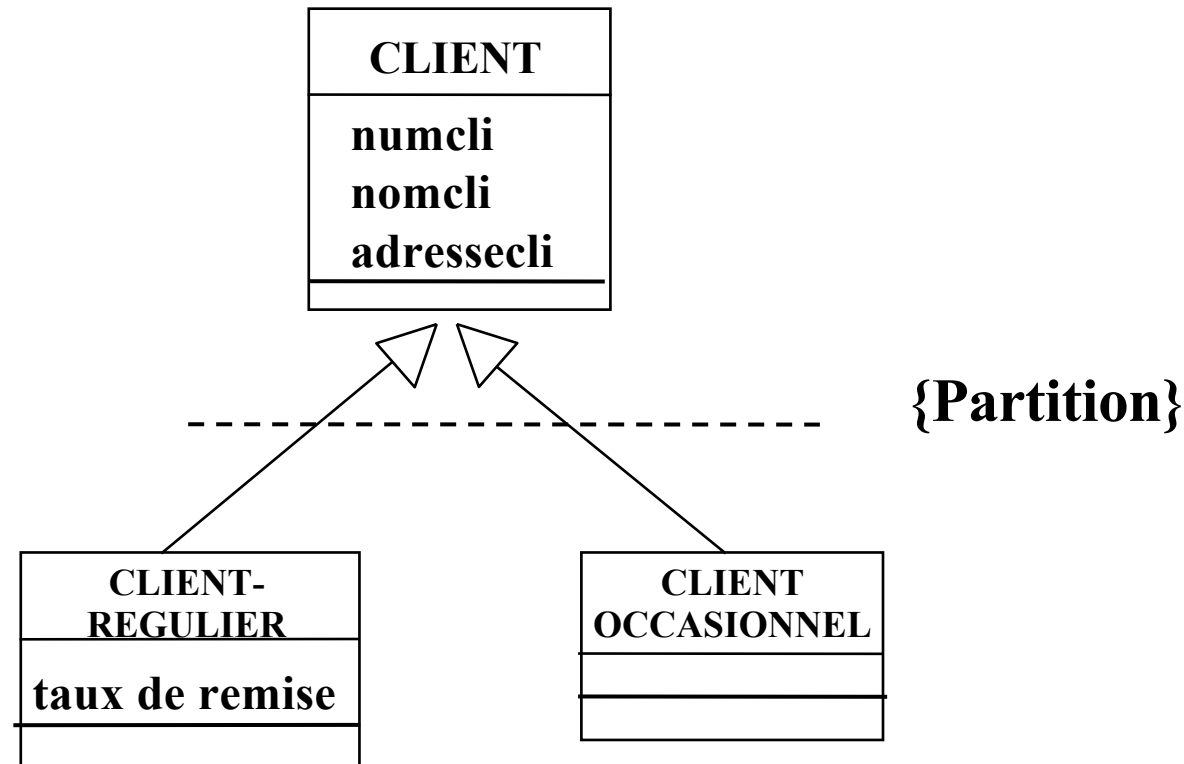 CLIENT
numcli
nomcli
adressecli
{Partition}
CLIENT-
REGULIER
taux de remise
CLIENT
OCCASIONNEL